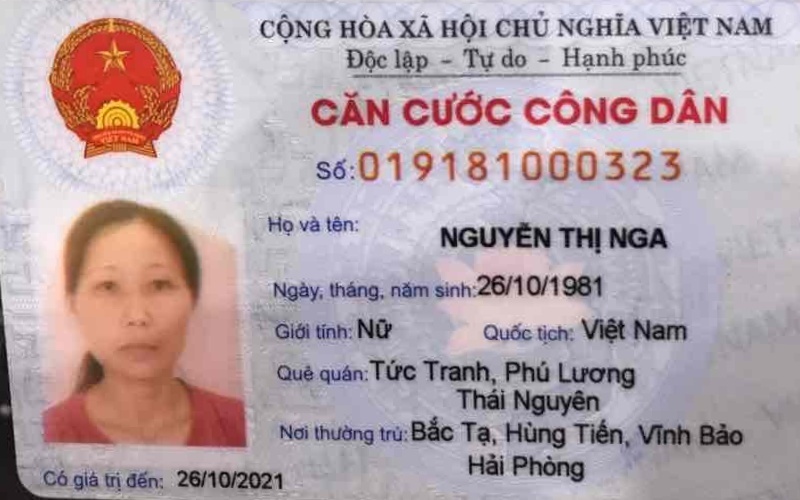 CỘNG HÒA XÃ HỘI CHỦ NGHĨA VIỆT NAM
Độc lập - Tự do - Hạnh phúc
CĂN CƯỚC CÔNG DÂN
Số: 019181000323
Họ và tên: NGUYỄN THỊ NGA
Ngày, tháng, năm sinh: 26/10/1981
Giới tính: Nữ Quốc tịch: Việt Nam
Quê quán: Tức Tranh, Phú Lương
Thái Nguyên
Nơi thường trú: Bắc Tạ, Hùng Tiến, Vĩnh Bảo
Hải Phòng
Có giá trị đến: 26/10/2021